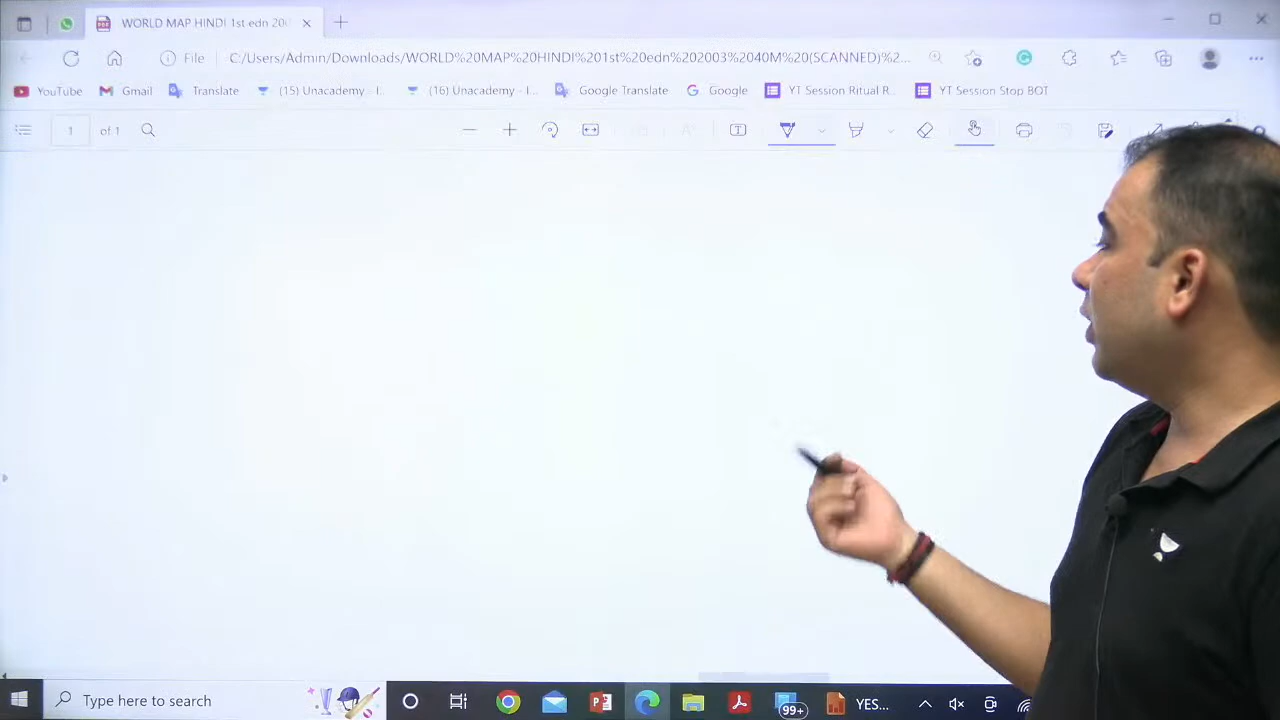 WORLD MAP HINDI 1st edn 200
File
C:/Users/Admin/Downloads/WORLD%20MAP%20HINDI%201st%20edn%202003%2040M%20(SCANNED)%2...
YouTube
Gmail
Translate
(15) Unacademy - I...
(16) Unacademy - I...
Google Translate
Google
YT Session Ritual R...
YT Session Stop BOT
1 of 1
Type here to search
99+
YES...